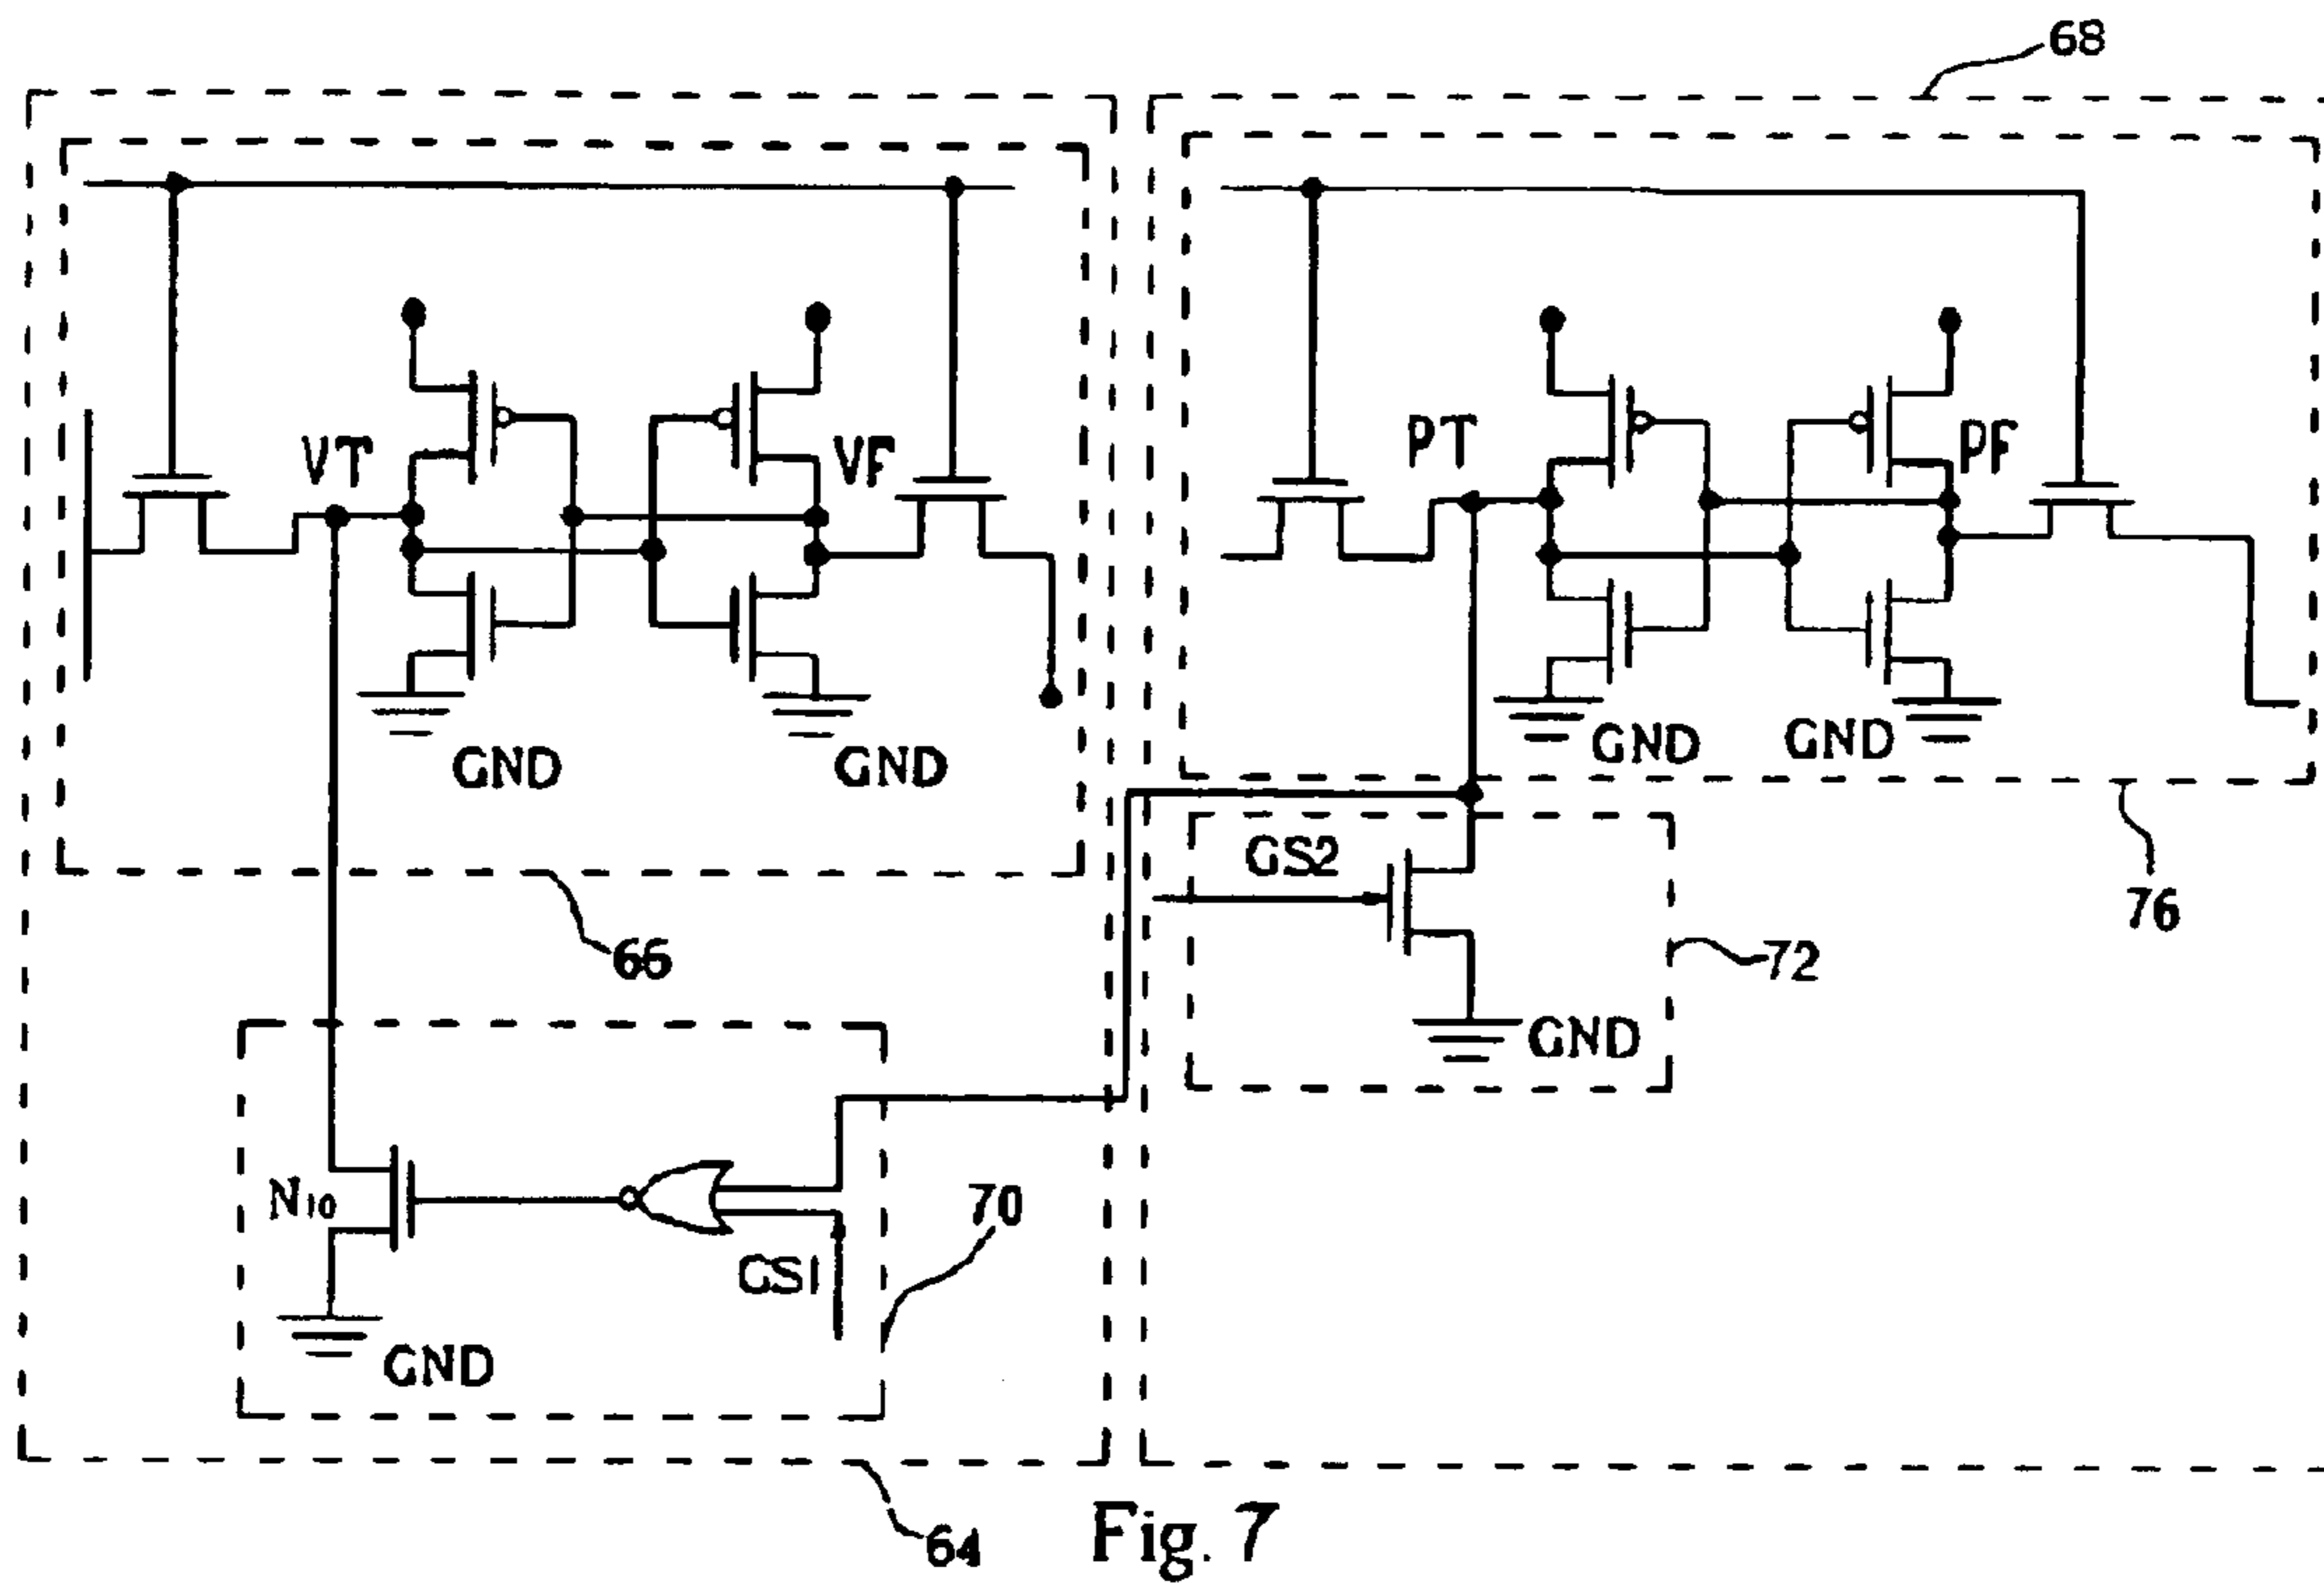 68
VT
VF
PT
PF
GND
GND
GND
GND
GS2
76
66
72
GND
N10
70
GS1
GND
64
Fig. 7